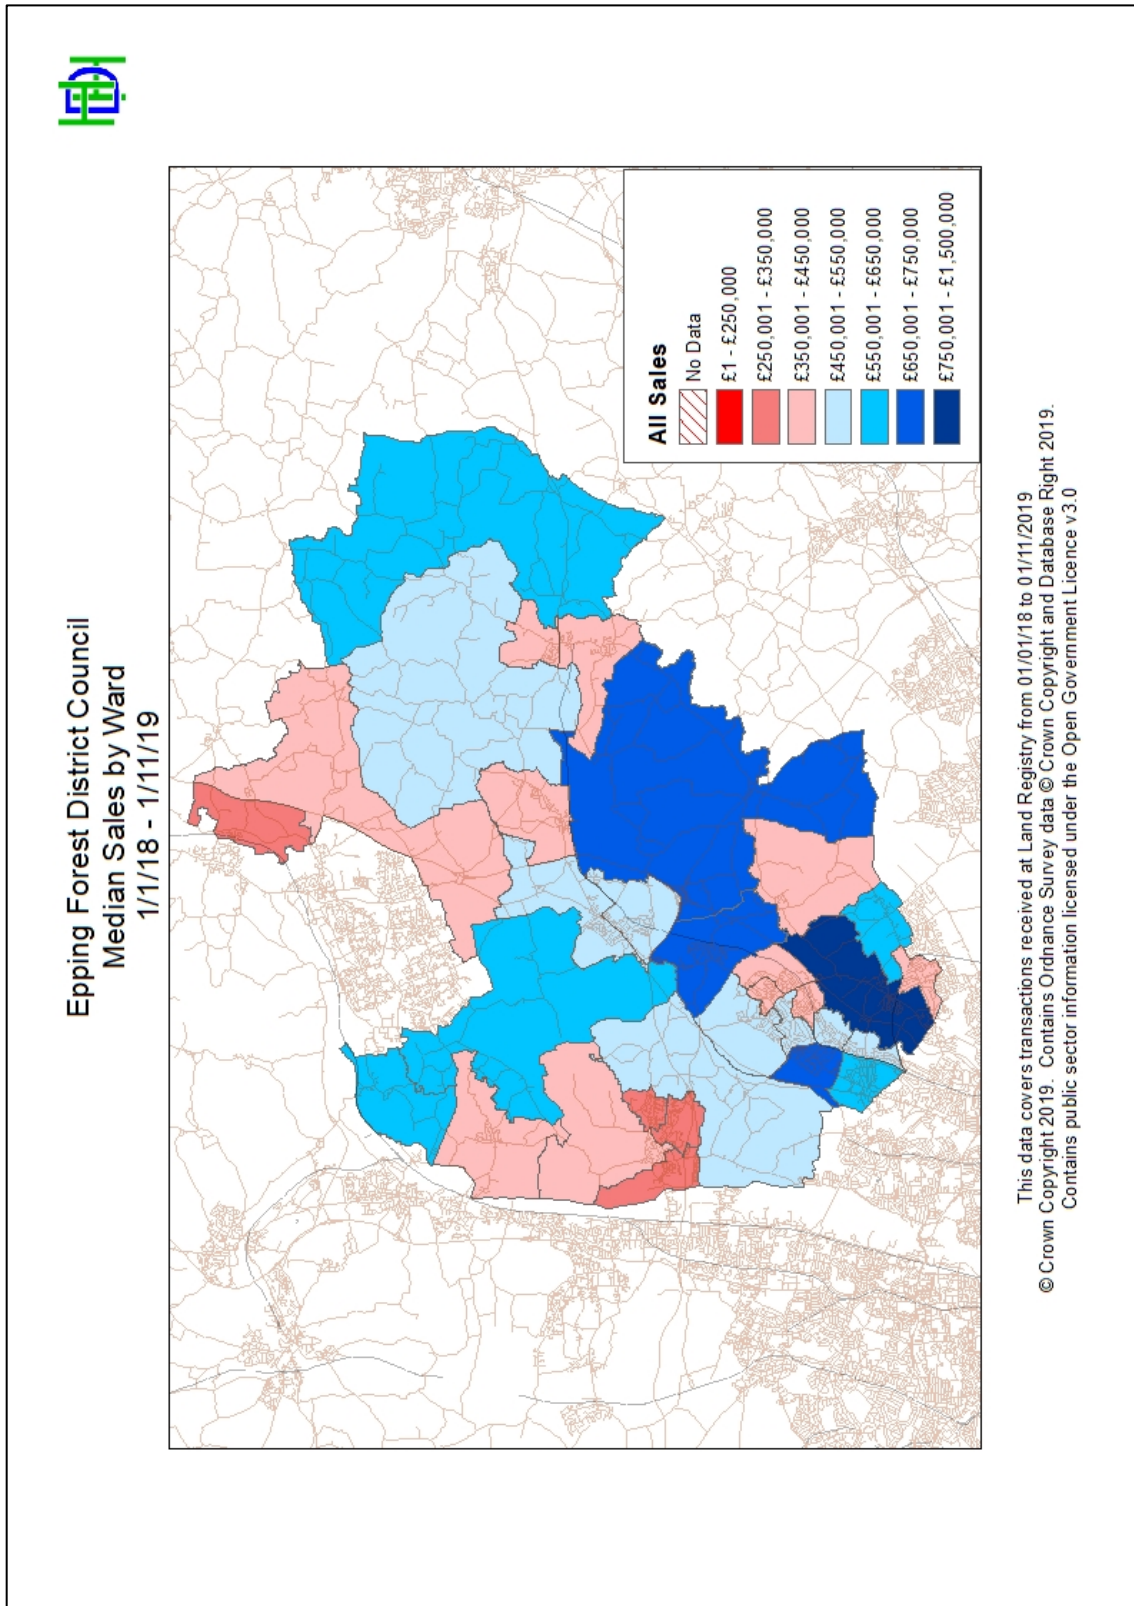 Epping Forest District Council
Median Sales by Ward
1/1/18 - 1/11/19
All Sales
No Data
£1 - £250,000
£250,001 - £350,000
£350,001 - £450,000
£450,001 - £550,000
£550,001 - £650,000
£650,001 - £750,000
£750,001 - £1,500,000
This data covers transactions received at Land Registry from 01/01/18 to 01/11/2019
© Crown Copyright 2019. Contains Ordnance Survey data © Crown Copyright and Database Right 2019.
Contains public sector information licensed under the Open Government Licence v3.0